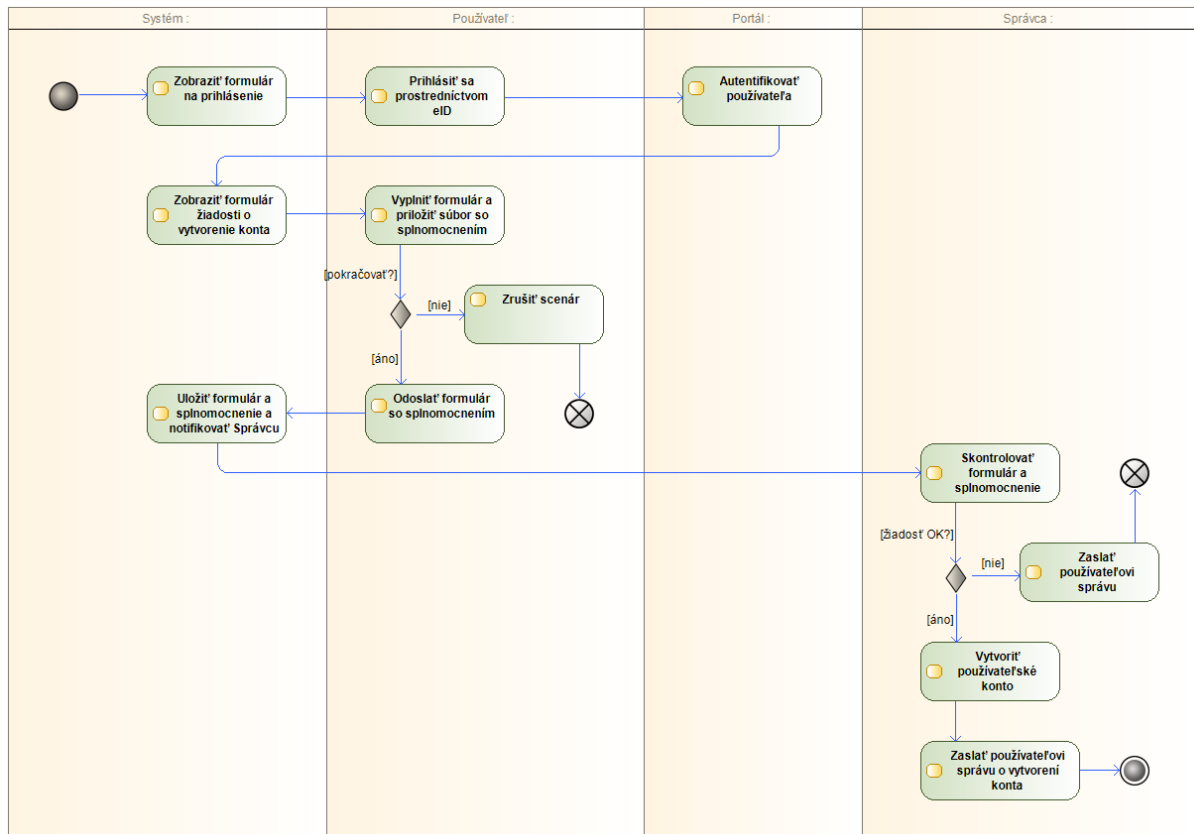 Systém :
Používateľ :
Portál :
Správca :
Zobraziť formulár
na prihlásenie
Prihlásiť sa
prostredníctvom
eID
Autentifikovať
používateľa
Zobraziť formulár
žiadosti o
vytvorenie konta
Vyplniť formulár a
priložiť súbor so
splnomocnením
[pokračovať?]
[nie]
Zrušiť scenár
[áno]
Uložiť formulár a
splnomocnenie a
notifikovať Správcu
Odoslať formulár
so splnomocnením
Skontrolovať
formulár a
splnomocnenie
[žiadosť OK?]
[nie]
Zaslať
používateľovi
správu
[áno]
Vytvoriť
používateľské
konto
Zaslať používateľovi
správu o vytvorení
konta